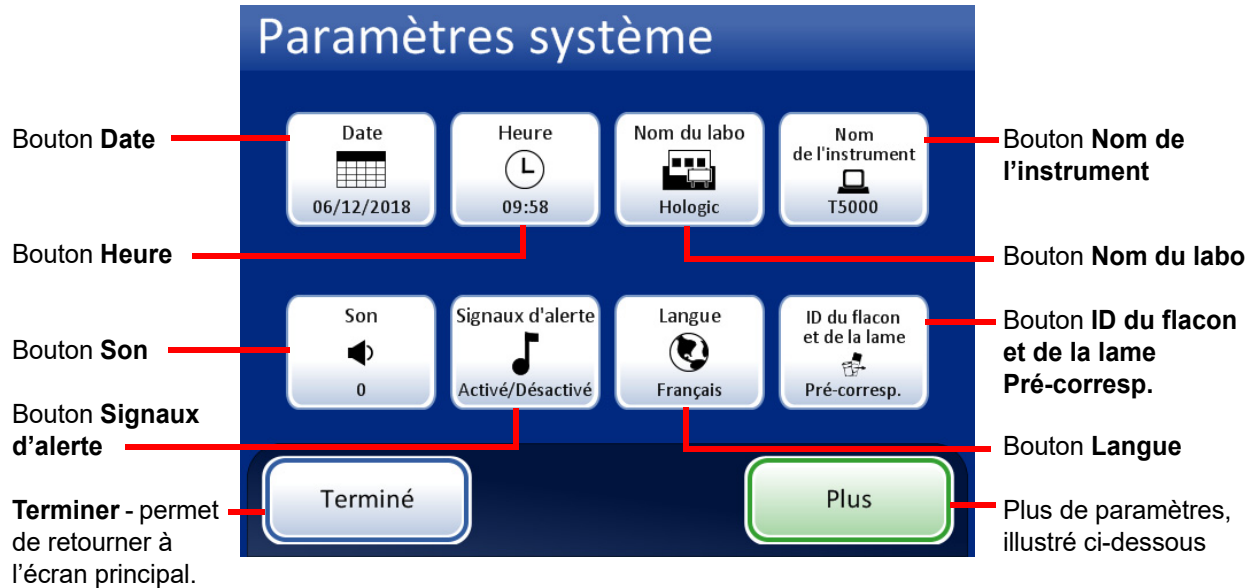 Paramètres système
Bouton Date
Date
06/12/2018
Heure
09:58
Nom du labo
Hologic
Nom
de l'instrument
T5000
Bouton Nom de
l’instrument
Bouton Heure
Bouton Nom du labo
Bouton Son
Son
0
Signaux d'alerte
Activé/Désactivé
Langue
Français
ID du flacon
et de la lame
Pré-corresp.
Bouton ID du flacon
et de la lame
Pré-corresp.
Bouton Signaux
d’alerte
Bouton Langue
Terminer - permet
de retourner à
l’écran principal.
Terminé
Plus
Plus de paramètres,
illustré ci-dessous